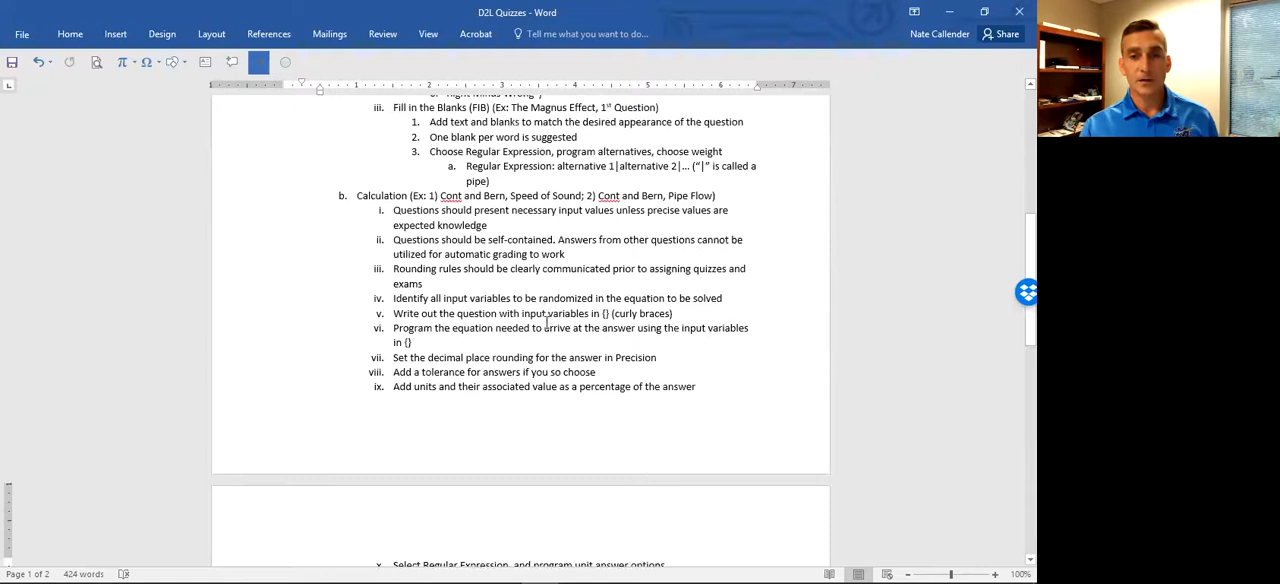 D2L Quizzes - Word
File Home Insert Design Layout References Mailings Review View Acrobat Tell me what you want to do... Nate Callender Share
1 1 2 3 4 5 6 7
iii. Fill in the Blanks (FIB) (Ex: The Magnus Effect, 1st Question)
1. Add text and blanks to match the desired appearance of the question
2. One blank per word is suggested
3. Choose Regular Expression, program alternatives, choose weight
a. Regular Expression: alternative 1|alternative 2|... ("|" is called a
pipe)
b. Calculation (Ex: 1) Cont and Bern, Speed of Sound; 2) Cont and Bern, Pipe Flow)
i. Questions should present necessary input values unless precise values are
expected knowledge
ii. Questions should be self-contained. Answers from other questions cannot be
utilized for automatic grading to work
iii. Rounding rules should be clearly communicated prior to assigning quizzes and
exams
iv. Identify all input variables to be randomized in the equation to be solved
v. Write out the question with input variables in {} (curly braces)
vi. Program the equation needed to arrive at the answer using the input variables
in {}
vii. Set the decimal place rounding for the answer in Precision
viii. Add a tolerance for answers if you so choose
ix. Add units and their associated value as a percentage of the answer
x. Select Regular Expression, and program unit answer options
Page 1 of 2 424 words 100%